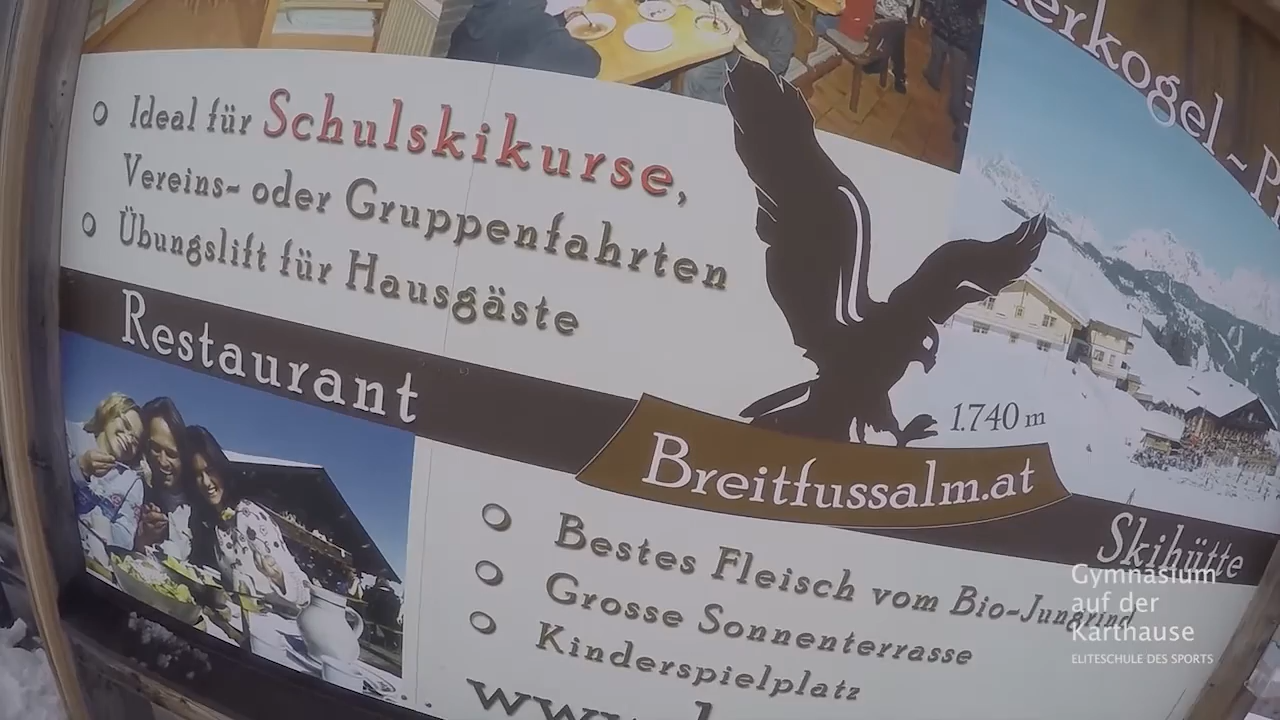 Ideal für Schulskikurse,
Vereins- oder Gruppenfahrten
Übungslift für Hausgäste
Restaurant
1.740 m
Breitfussalm.at
Skihütte
Bestes Fleisch vom Bio-Jungrind
Grosse Sonnenterrasse
Kinderspielplatz
Gymnasium
auf der
Karthause
ELITESCHULE DES SPORTS